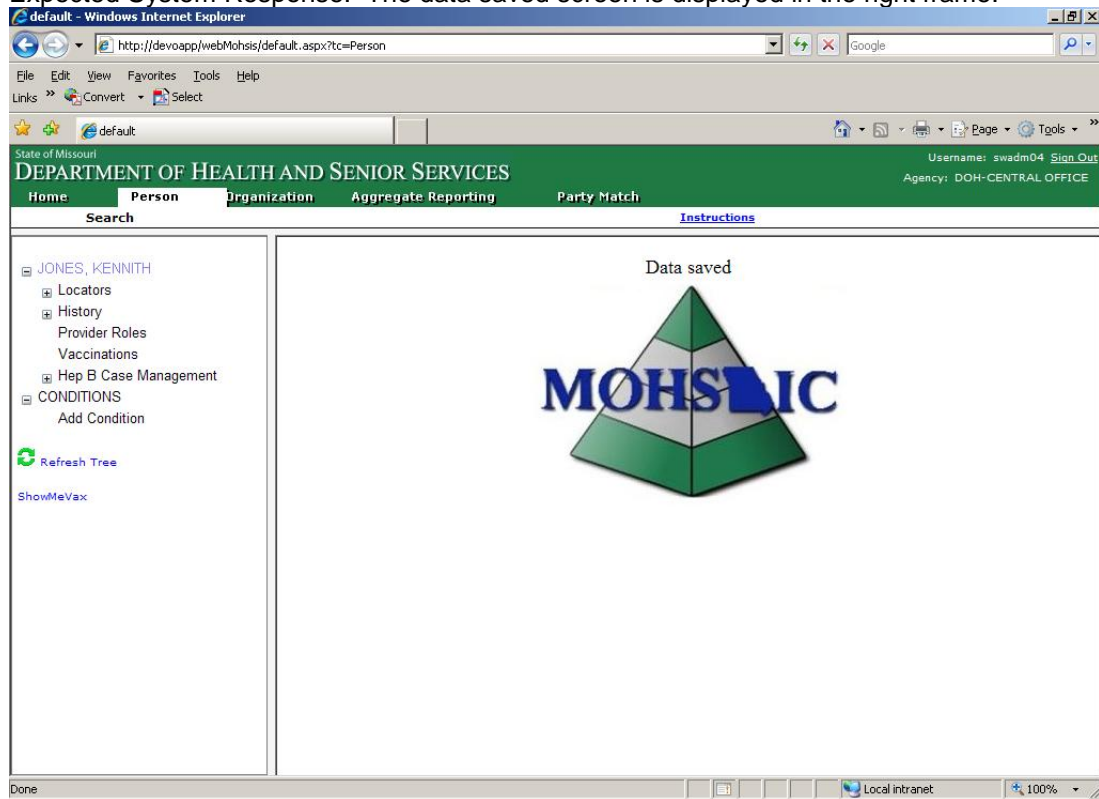 Expected System Response: The data saved screen is displayed in the right frame.
default - Windows Internet Explorer
http://devoapp/webMohsis/default.aspx?tc=Person
Google
File Edit View Favorites Tools Help
Links » Convert Select
default
Page Tools »
State of Missouri
DEPARTMENT OF HEALTH AND SENIOR SERVICES
Username: swadm04 Sign Out
Agency: DOH-CENTRAL OFFICE
Home Person Organization Aggregate Reporting Party Match
Search Instructions
JONES, KENNITH
Locators
History
Provider Roles
Vaccinations
Hep B Case Management
CONDITIONS
Add Condition
Refresh Tree
ShowMeVax
Data saved
MOHSAIC
Done
Local intranet
100%